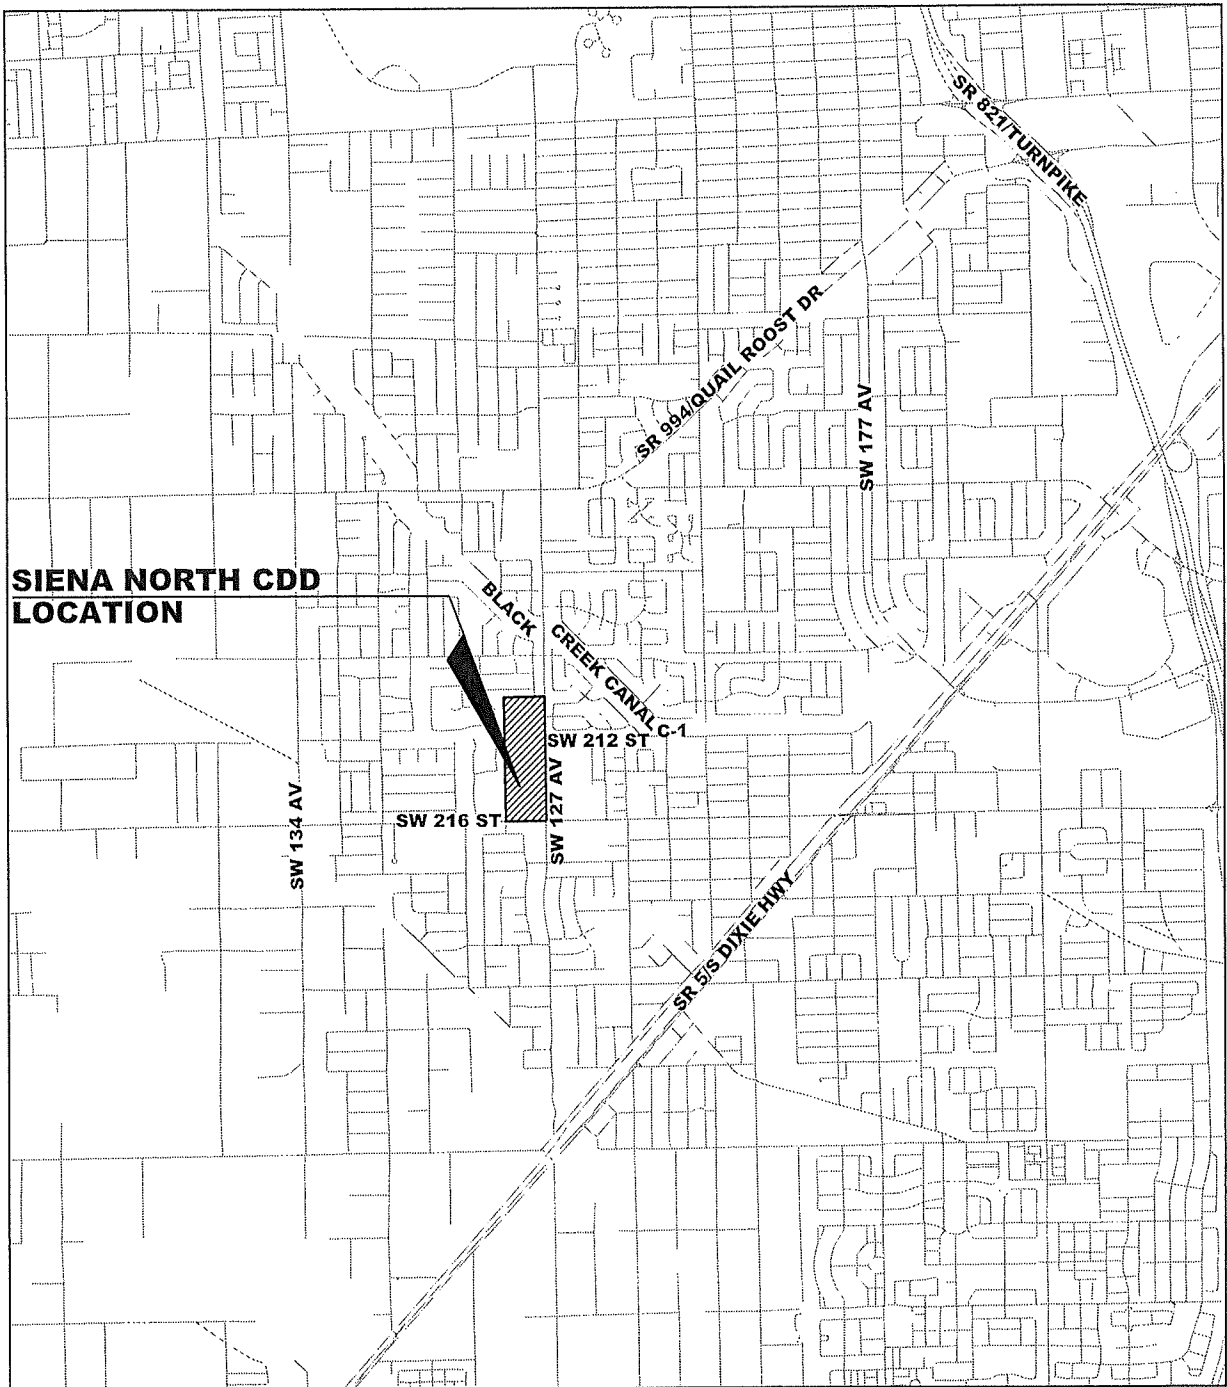 SR 821/TURNPIKE
SR 994/QUAIL ROOST DR
SW 177 AV
SIENA NORTH CDD
LOCATION
BLACK
CREEK CANAL
C-1
SW 212 ST
SW 127 AV
SW 216 ST
SW 134 AV
SR 5/S DIXIE HWY